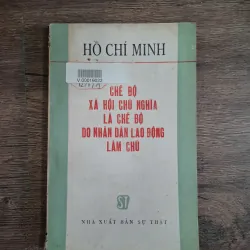 HỒ CHÍ MINH
CHẾ ĐỘ
XÃ HỘI CHỦ NGHĨA
LÀ CHẾ ĐỘ
DO NHÂN DÂN LAO ĐỘNG
LÀM CHỦ
ST
NHÀ XUẤT BẢN SỰ THẬT